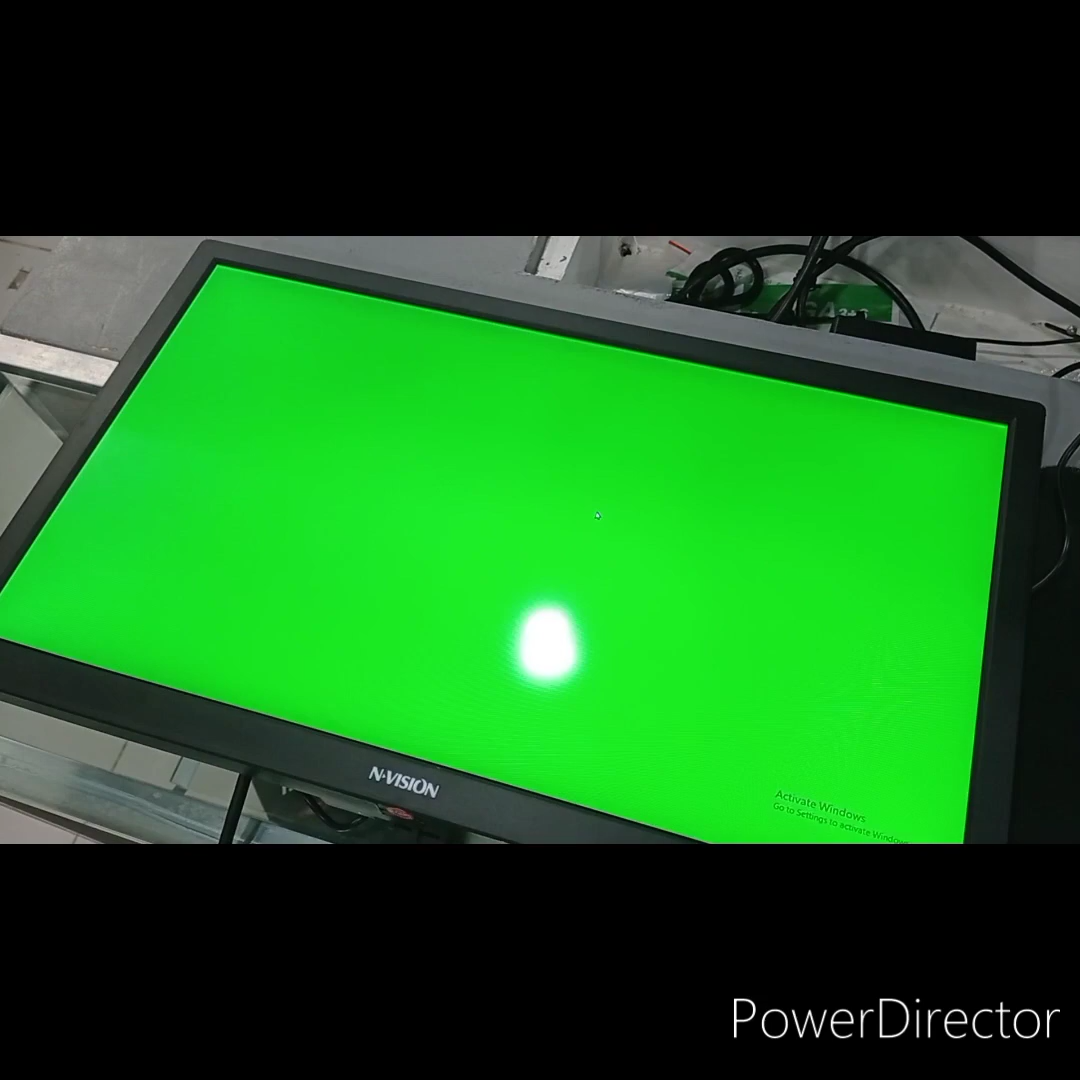 N-VISION
Activate Windows
Go to Settings to activate Windows
PowerDirector